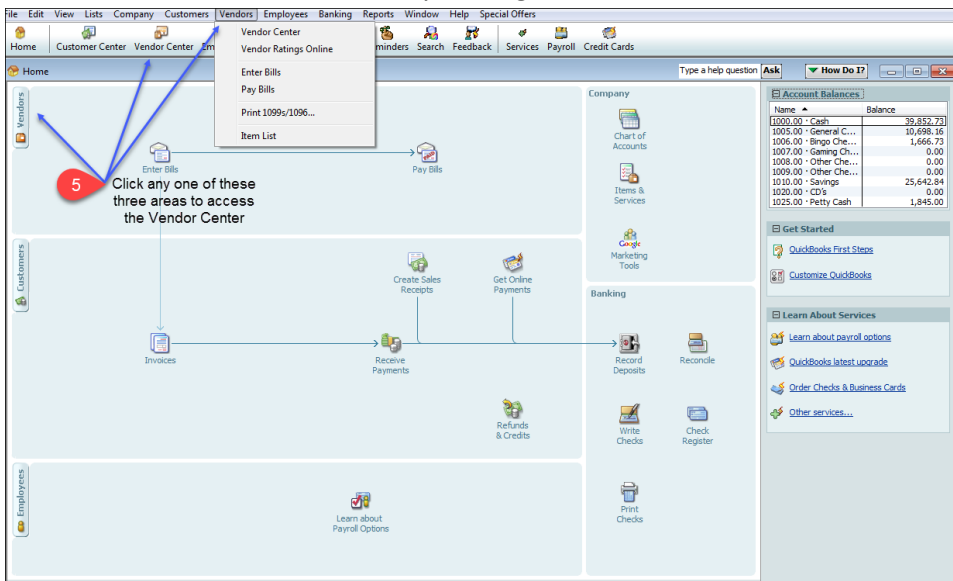 File Edit View Lists Company Customers Vendors Employees Banking Reports Window Help Special Offers
Home Customer Center Vendor Center Em minders Search Feedback Services Payroll Credit Cards
Vendor Center
Vendor Ratings Online
Enter Bills
Pay Bills
Print 1099s/1096...
Item List
Home Type a help question Ask How Do I?
Vendors
Enter Bills
Pay Bills
5 Click any one of these
three areas to access
the Vendor Center
Customers
Create Sales
Receipts
Get Online
Payments
Invoices
Receive
Payments
Refunds
& Credits
Employees
Learn about
Payroll Options
Company
Chart of
Accounts
Items &
Services
Google
Marketing
Tools
Banking
Record
Deposits
Reconcile
Write
Checks
Check
Register
Print
Checks
Account Balances
Name Balance
1000.00 · Cash 39,852.73
1005.00 · General C... 10,698.16
1006.00 · Bingo Che... 1,666.73
1007.00 · Gaming Ch... 0.00
1008.00 · Other Che... 0.00
1009.00 · Other Che... 0.00
1010.00 · Savings 25,642.84
1020.00 · CD's 0.00
1025.00 · Petty Cash 1,845.00
Get Started
QuickBooks First Steps
Customize QuickBooks
Learn About Services
Learn about payroll options
QuickBooks latest upgrade
Order Checks & Business Cards
Other services...